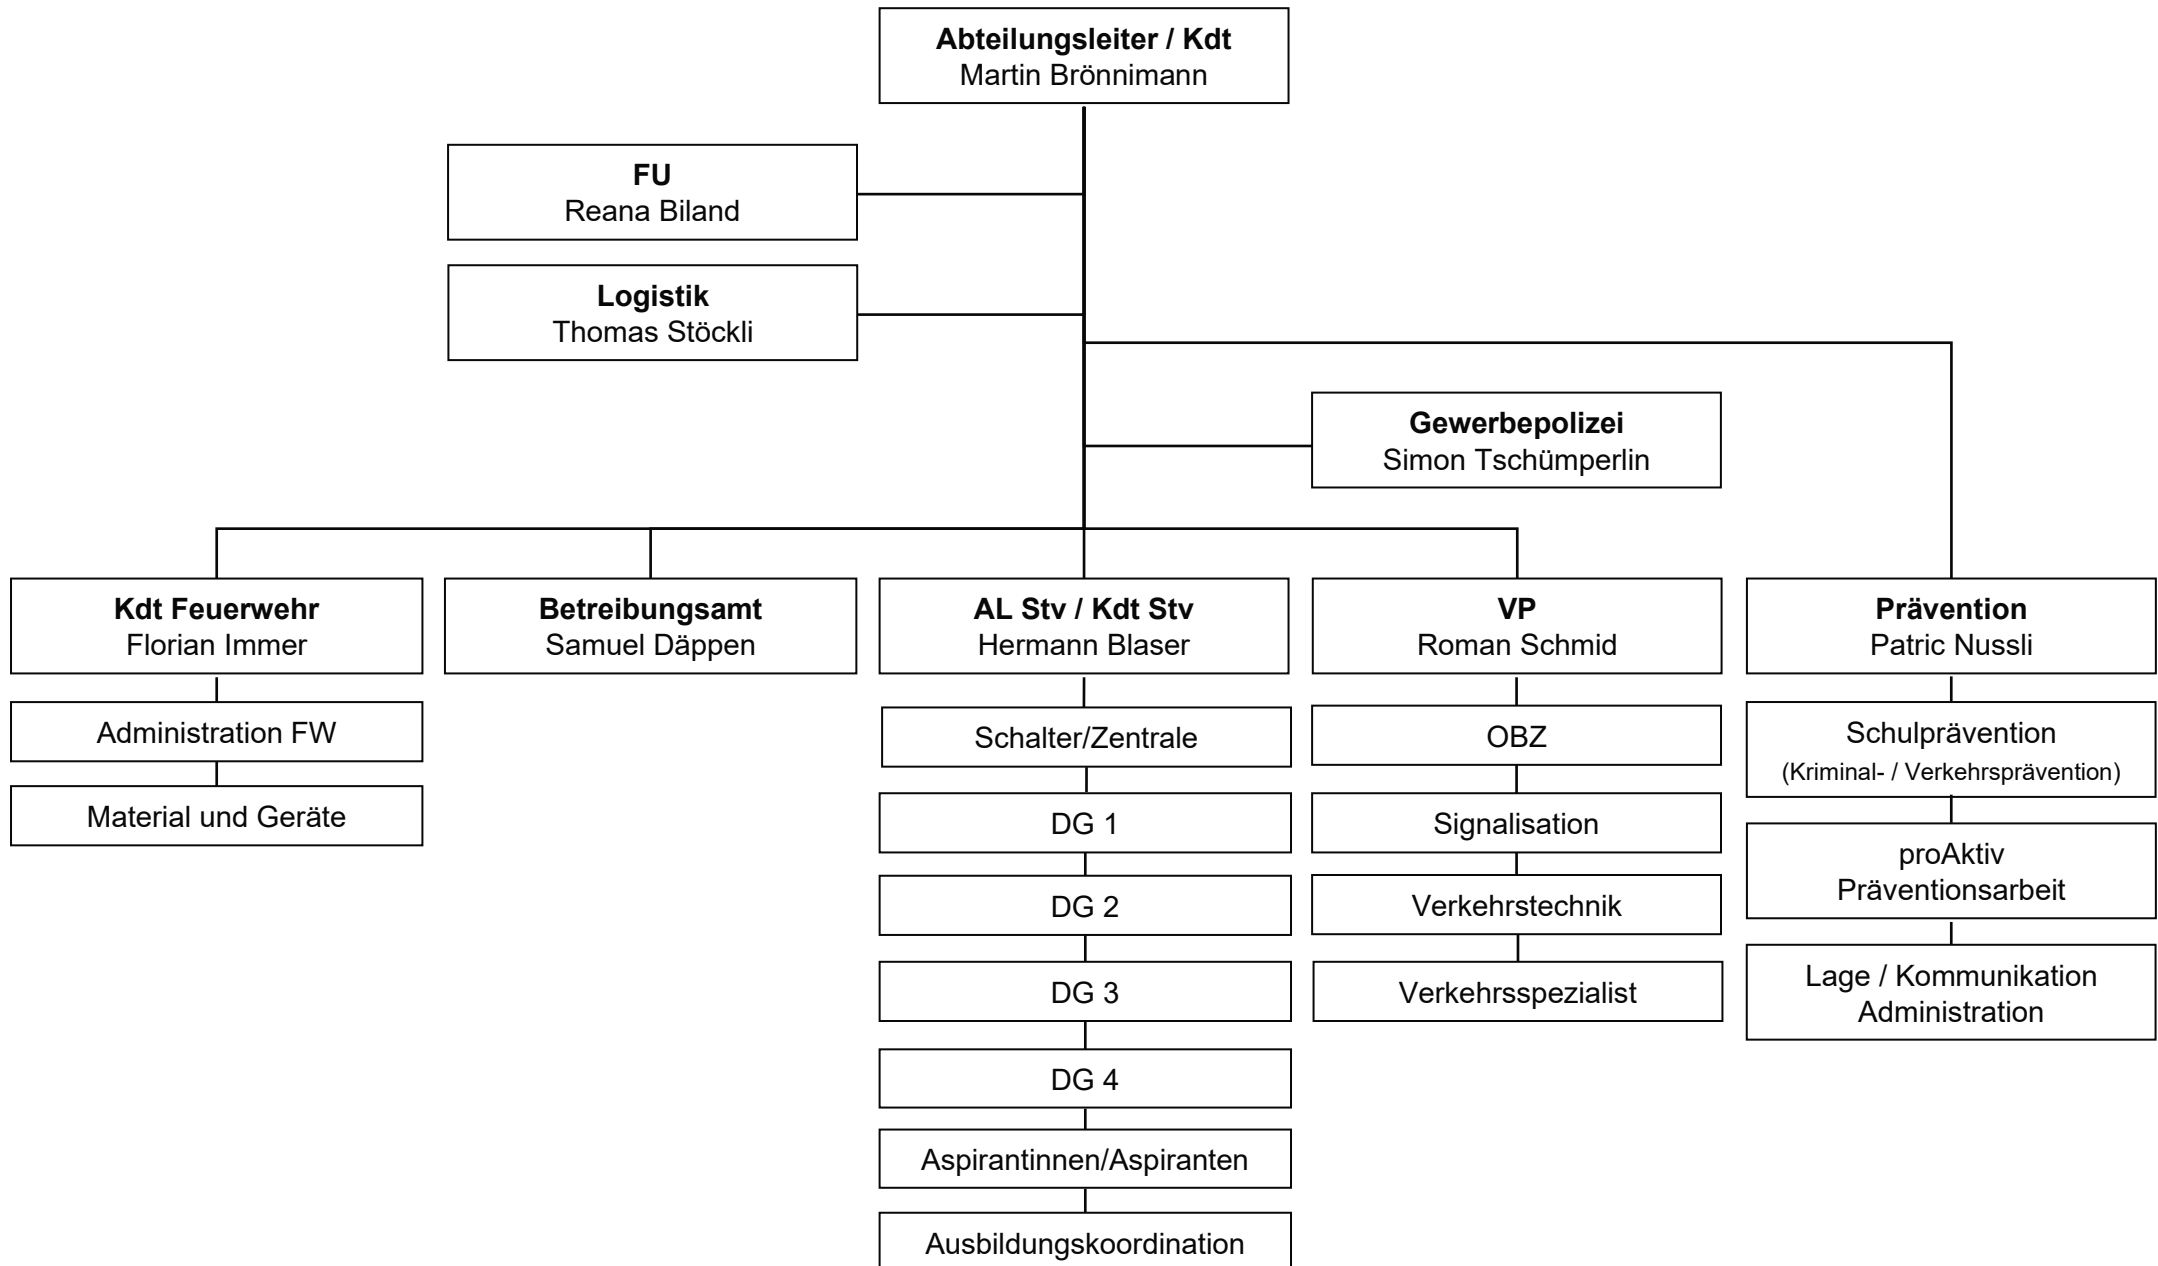 Abteilungsleiter / Kdt
Martin Brönnimann
FU
Reana Biland
Logistik
Thomas Stöckli
Gewerbepolizei
Simon Tschümperlin
Kdt Feuerwehr
Florian Immer
Administration FW
Material und Geräte
Betreibungsamt
Samuel Däppen
AL Stv / Kdt Stv
Hermann Blaser
Schalter/Zentrale
DG 1
DG 2
DG 3
DG 4
Aspirantinnen/Aspiranten
Ausbildungskoordination
VP
Roman Schmid
OBZ
Signalisation
Verkehrstechnik
Verkehrsspezialist
Prävention
Patric Nussli
Schulprävention
(Kriminal- / Verkehrsprävention)
proAktiv
Präventionsarbeit
Lage / Kommunikation
Administration